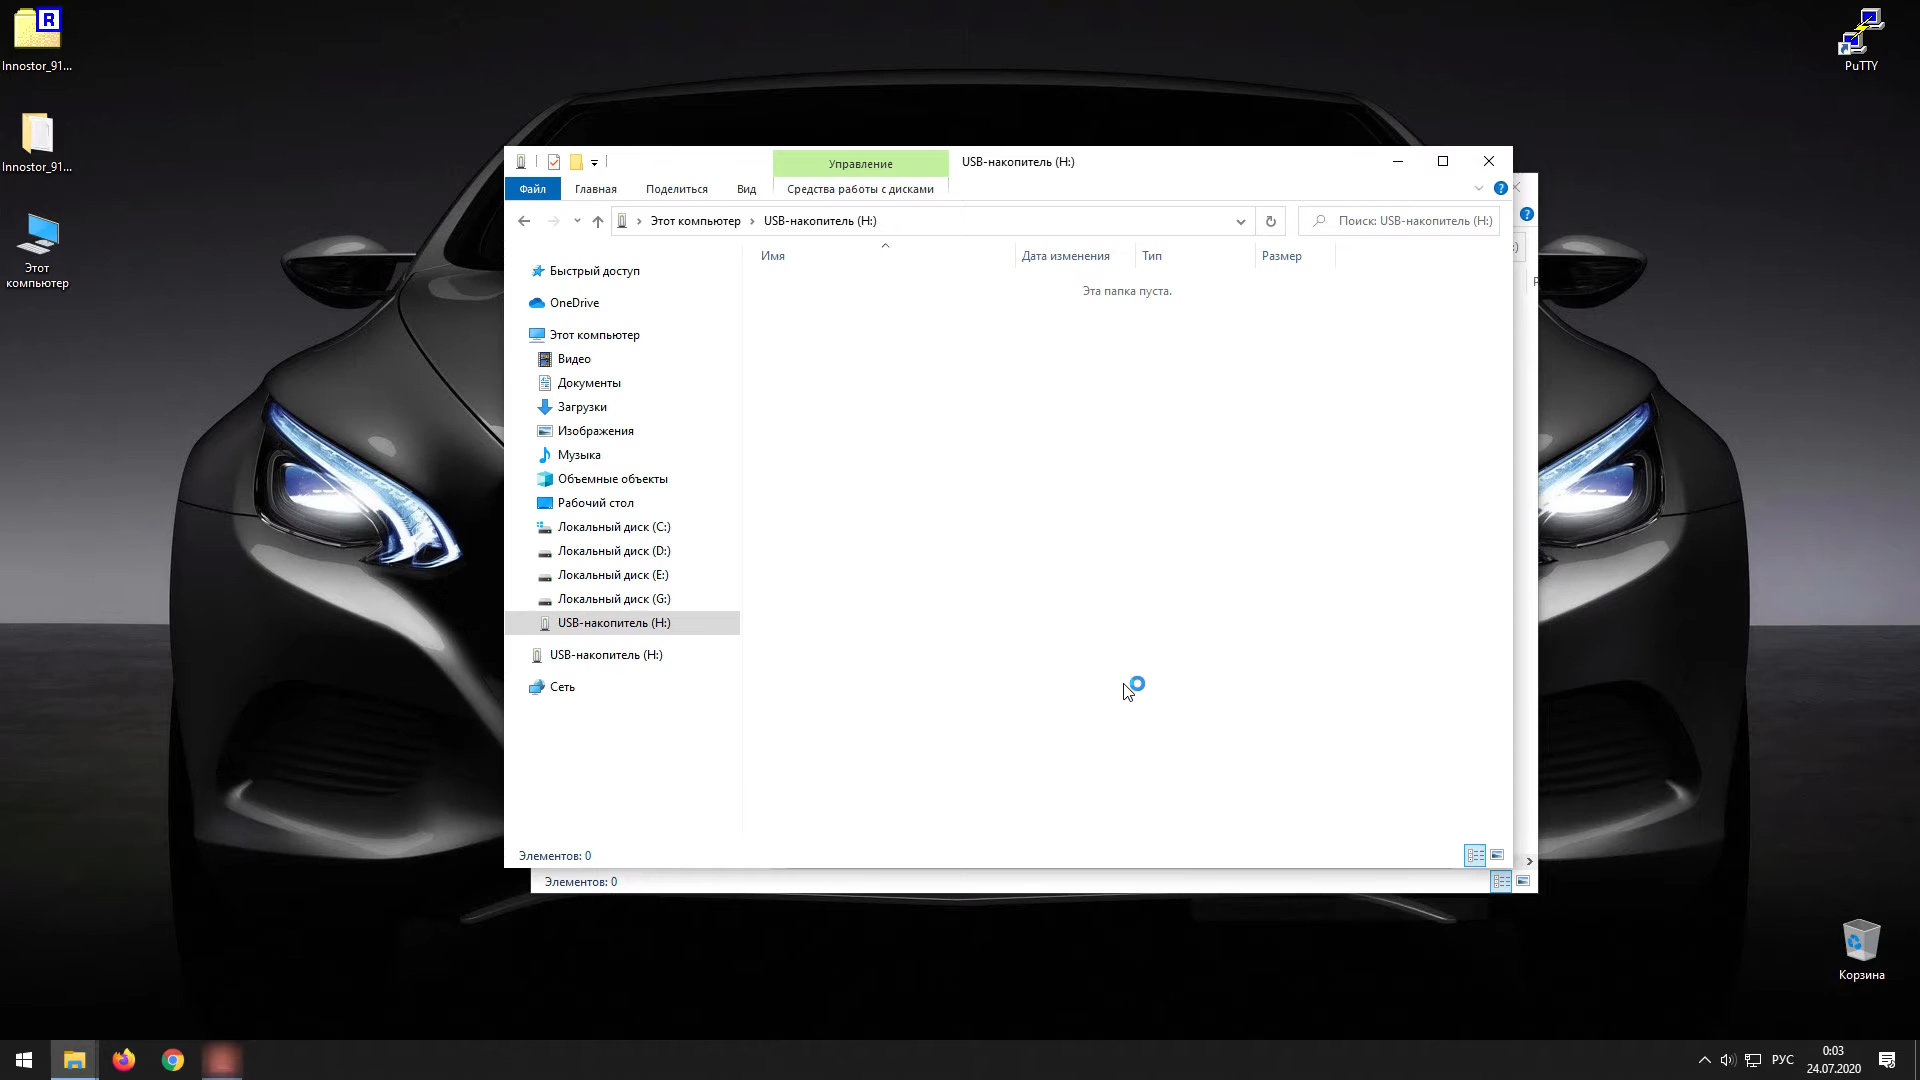 R
Innostor_91...
Innostor_91...
Этот
компьютер
PuTTY
Управление
USB-накопитель (H:)
Файл
Главная
Поделиться
Вид
Средства работы с дисками
?
?
Этот компьютер
USB-накопитель (H:)
Поиск: USB-накопитель (H:)
:)
Имя
Дата изменения
Тип
Размер
Р
Эта папка пуста.
Быстрый доступ
OneDrive
Этот компьютер
Видео
Документы
Загрузки
Изображения
Музыка
Объемные объекты
Рабочий стол
Локальный диск (C:)
Локальный диск (D:)
Локальный диск (E:)
Локальный диск (G:)
USB-накопитель (H:)
USB-накопитель (H:)
Сеть
Элементов: 0
Элементов: 0
Корзина
РУС
0:03
24.07.2020